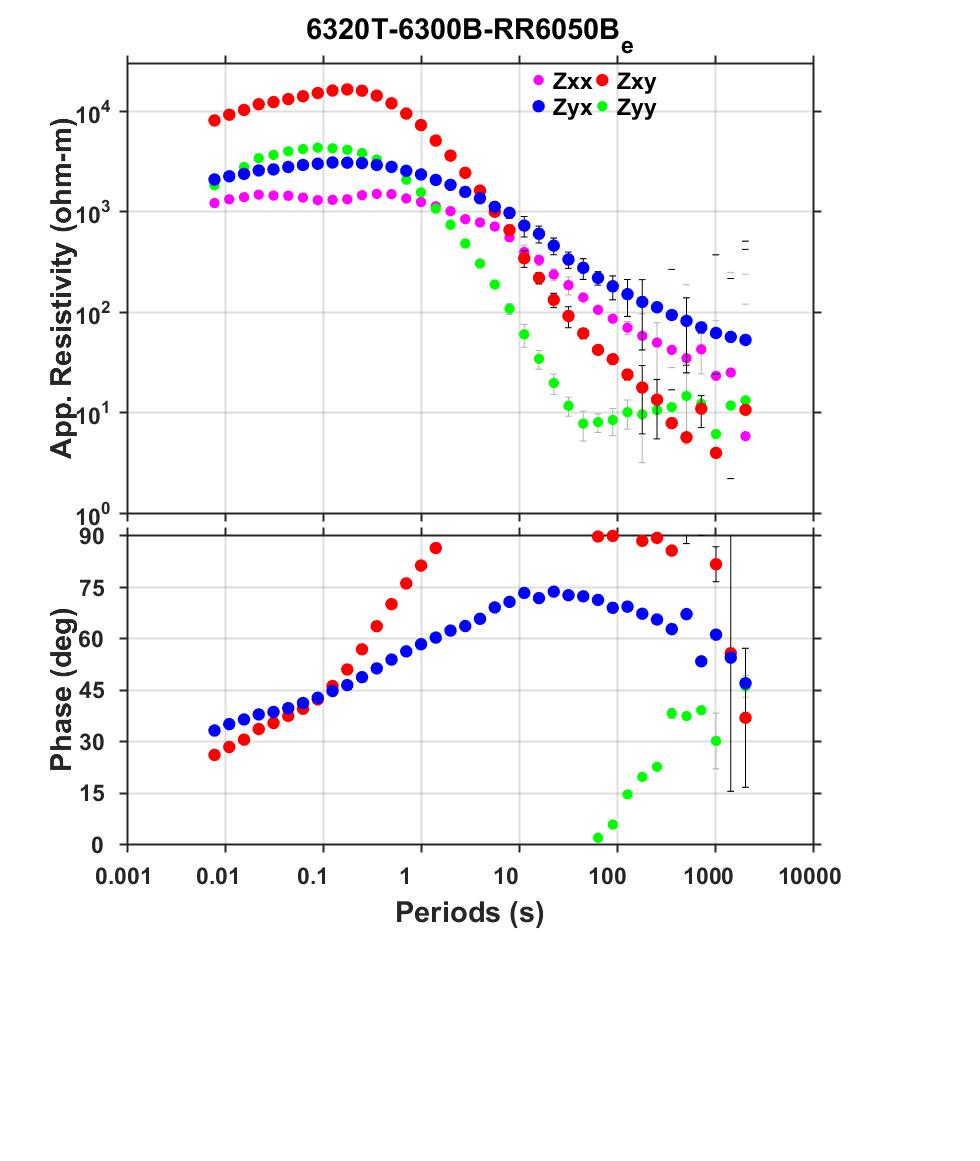 6320T-6300B-RR6050Be
Zxx Zxy
Zyx Zyy
App. Resistivity (ohm-m)
10^4
10^3
10^2
10^1
10^0
Phase (deg)
90
75
60
45
30
15
0
0.001 0.01 0.1 1 10 100 1000 10000
Periods (s)